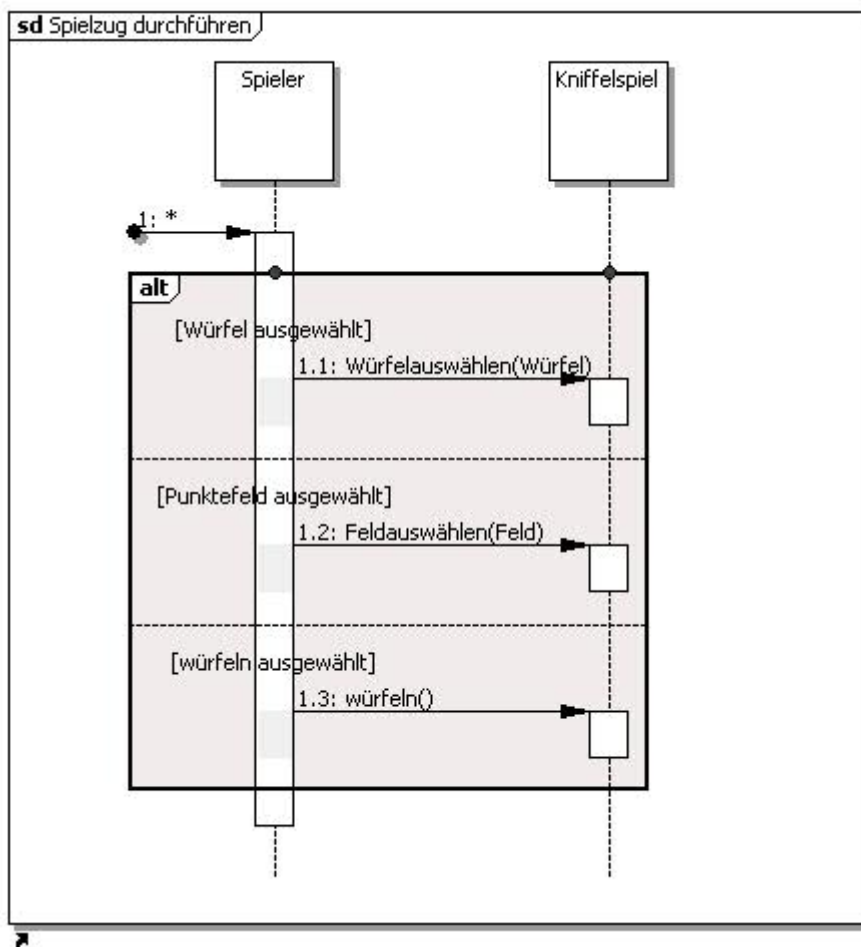 sd Spielzug durchführen
Spieler
Kniffelspiel
1: *
alt
[Würfel ausgewählt]
1.1: Würfelauswählen(Würfel)
[Punktefeld ausgewählt]
1.2: Feldauswählen(Feld)
[würfeln ausgewählt]
1.3: würfeln()